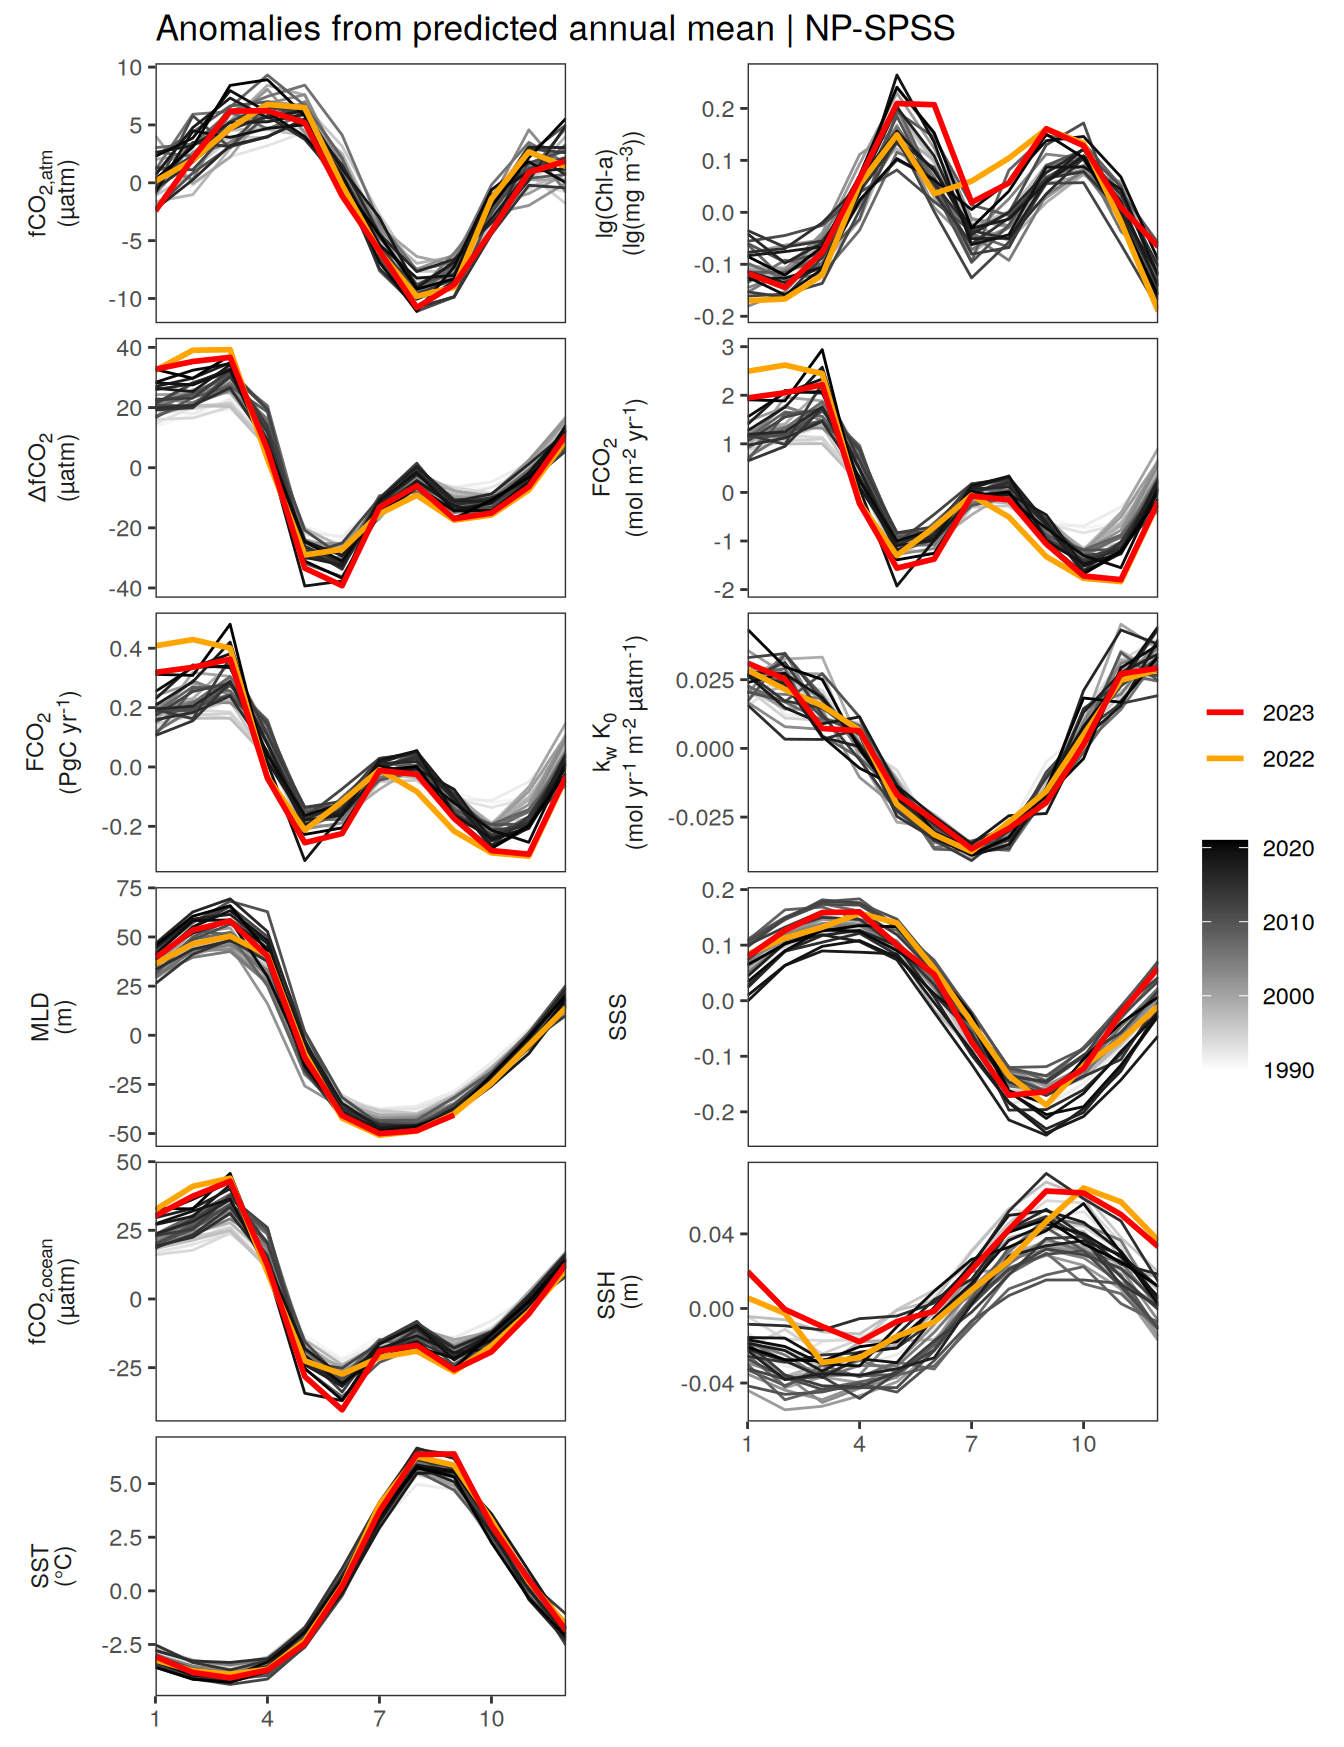 Anomalies from predicted annual mean | NP-SPSS
fCO2,atm
(µatm)
10
5
0
-5
-10
lg(Chl-a)
(lg(mg m-3))
0.2
0.1
0.0
-0.1
-0.2
ΔfCO2
(µatm)
40
20
0
-20
-40
FCO2
(mol m-2 yr-1)
3
2
1
0
-1
-2
FCO2
(PgC yr-1)
0.4
0.2
0.0
-0.2
kw K0
(mol yr-1 m-2 µatm-1)
0.025
0.000
-0.025
MLD
(m)
75
50
25
0
-25
-50
SSS
0.2
0.1
0.0
-0.1
-0.2
fCO2,ocean
(µatm)
50
25
0
-25
SSH
(m)
0.04
0.00
-0.04
1 4 7 10
SST
(°C)
5.0
2.5
0.0
-2.5
1 4 7 10
2023
2022
2020
2010
2000
1990